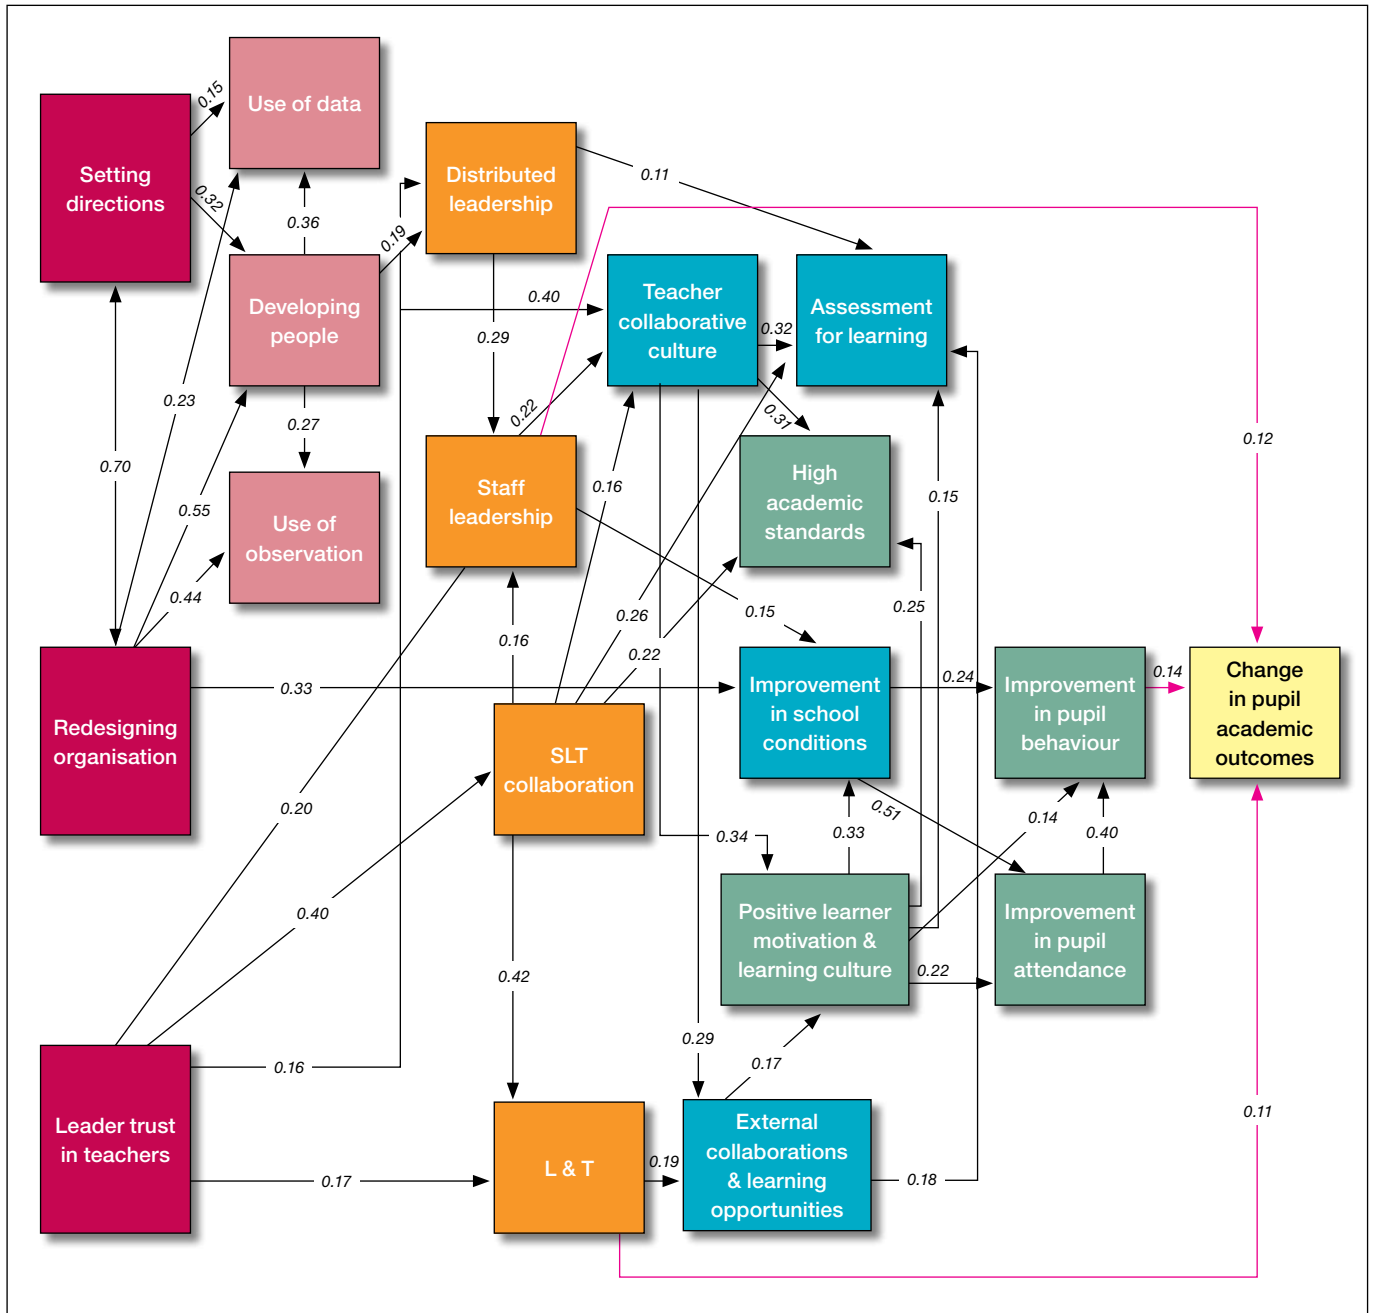 Use of data
Setting
directions
0.15
0.32
Distributed
leadership
0.11
0.36
0.19
Developing
people
0.40
Teacher
collaborative
culture
0.32
Assessment
for learning
0.29
0.23
0.27
0.22
0.31
0.12
0.70
0.55
Use of
observation
Staff
leadership
0.16
High
academic
standards
0.15
0.44
0.16
0.26
0.22
0.15
0.25
Redesigning
organisation
0.33
SLT
collaboration
Improvement
in school
conditions
0.24
Improvement
in pupil
behaviour
0.14
Change
in pupil
academic
outcomes
0.20
0.34
0.33
0.51
0.14
0.40
0.40
0.42
Positive learner
motivation &
learning culture
0.22
Improvement
in pupil
attendance
0.29
0.17
0.16
Leader trust
in teachers
0.17
L & T
0.19
External
collaborations
& learning
opportunities
0.18
0.11